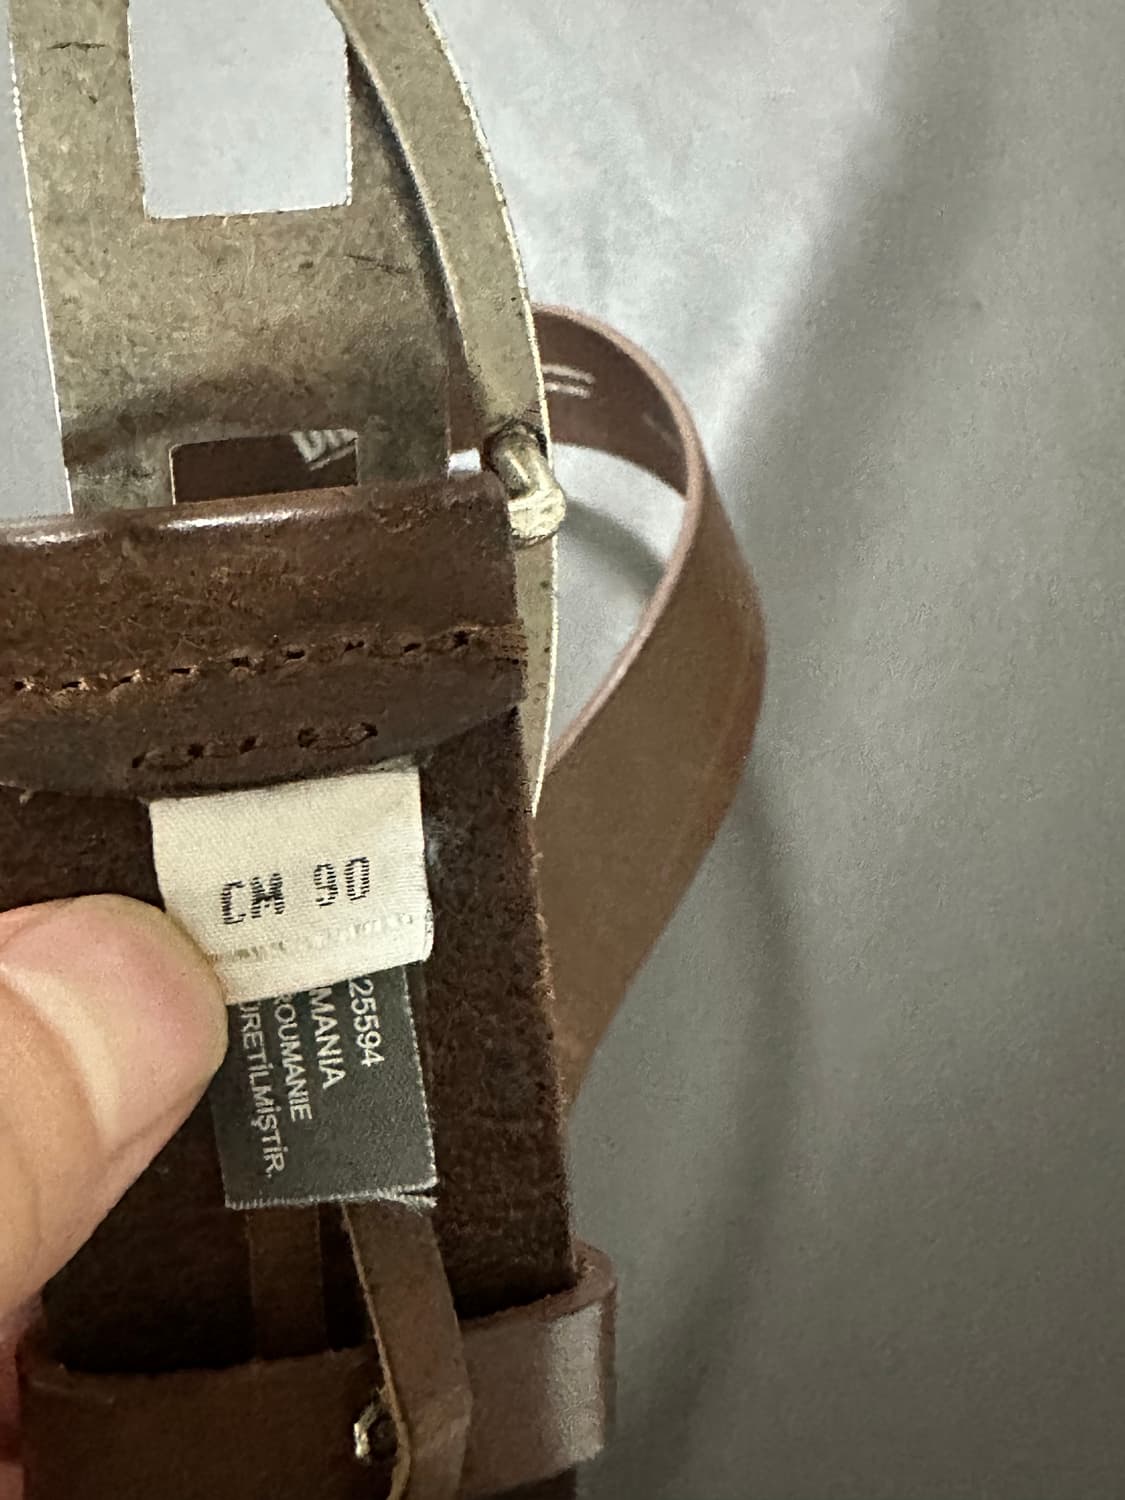 CM 90
25594
MANIA
ROUMANIE
ÜRETİLMİŞTİR.